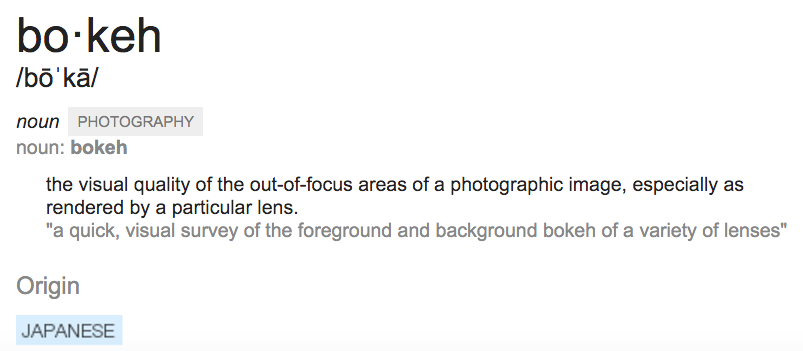 bo·keh
/bōˈkā/
noun PHOTOGRAPHY
noun: bokeh
the visual quality of the out-of-focus areas of a photographic image, especially as
rendered by a particular lens.
"a quick, visual survey of the foreground and background bokeh of a variety of lenses"
Origin
JAPANESE